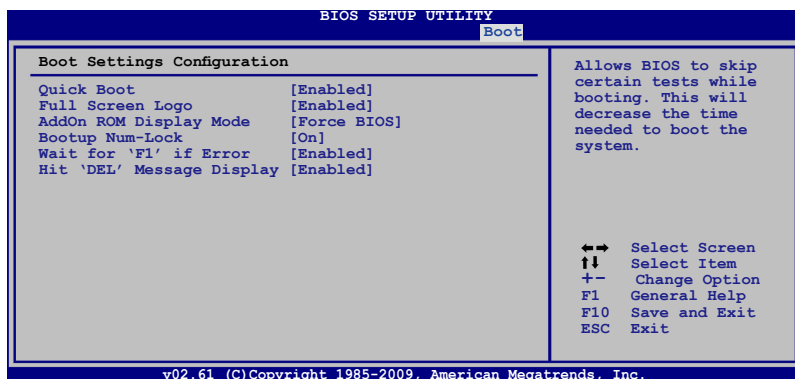 BIOS SETUP UTILITY
Boot
Boot Settings Configuration
Quick Boot [Enabled]
Full Screen Logo [Enabled]
AddOn ROM Display Mode [Force BIOS]
Bootup Num-Lock [On]
Wait for ‘F1’ if Error [Enabled]
Hit ‘DEL’ Message Display [Enabled]
Allows BIOS to skip
certain tests while
booting. This will
decrease the time
needed to boot the
system.
←→ Select Screen
↑↓ Select Item
+- Change Option
F1 General Help
F10 Save and Exit
ESC Exit
v02.61 (C)Copyright 1985-2009, American Megatrends, Inc.